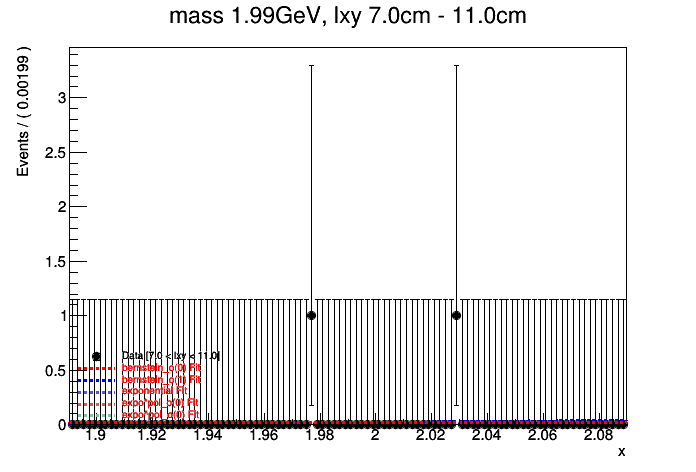 mass 1.99GeV, lxy 7.0cm - 11.0cm
Events / ( 0.00199 )
3
2.5
2
1.5
1
0.5
0
Data [7.0 < lxy < 11.0]
bernstein_o(0) Fit
bernstein_o(1) Fit
exponential Fit
expo*pol_o(0) Fit
1.9 1.92 1.94 1.96 1.98 2 2.02 2.04 2.06 2.08
x